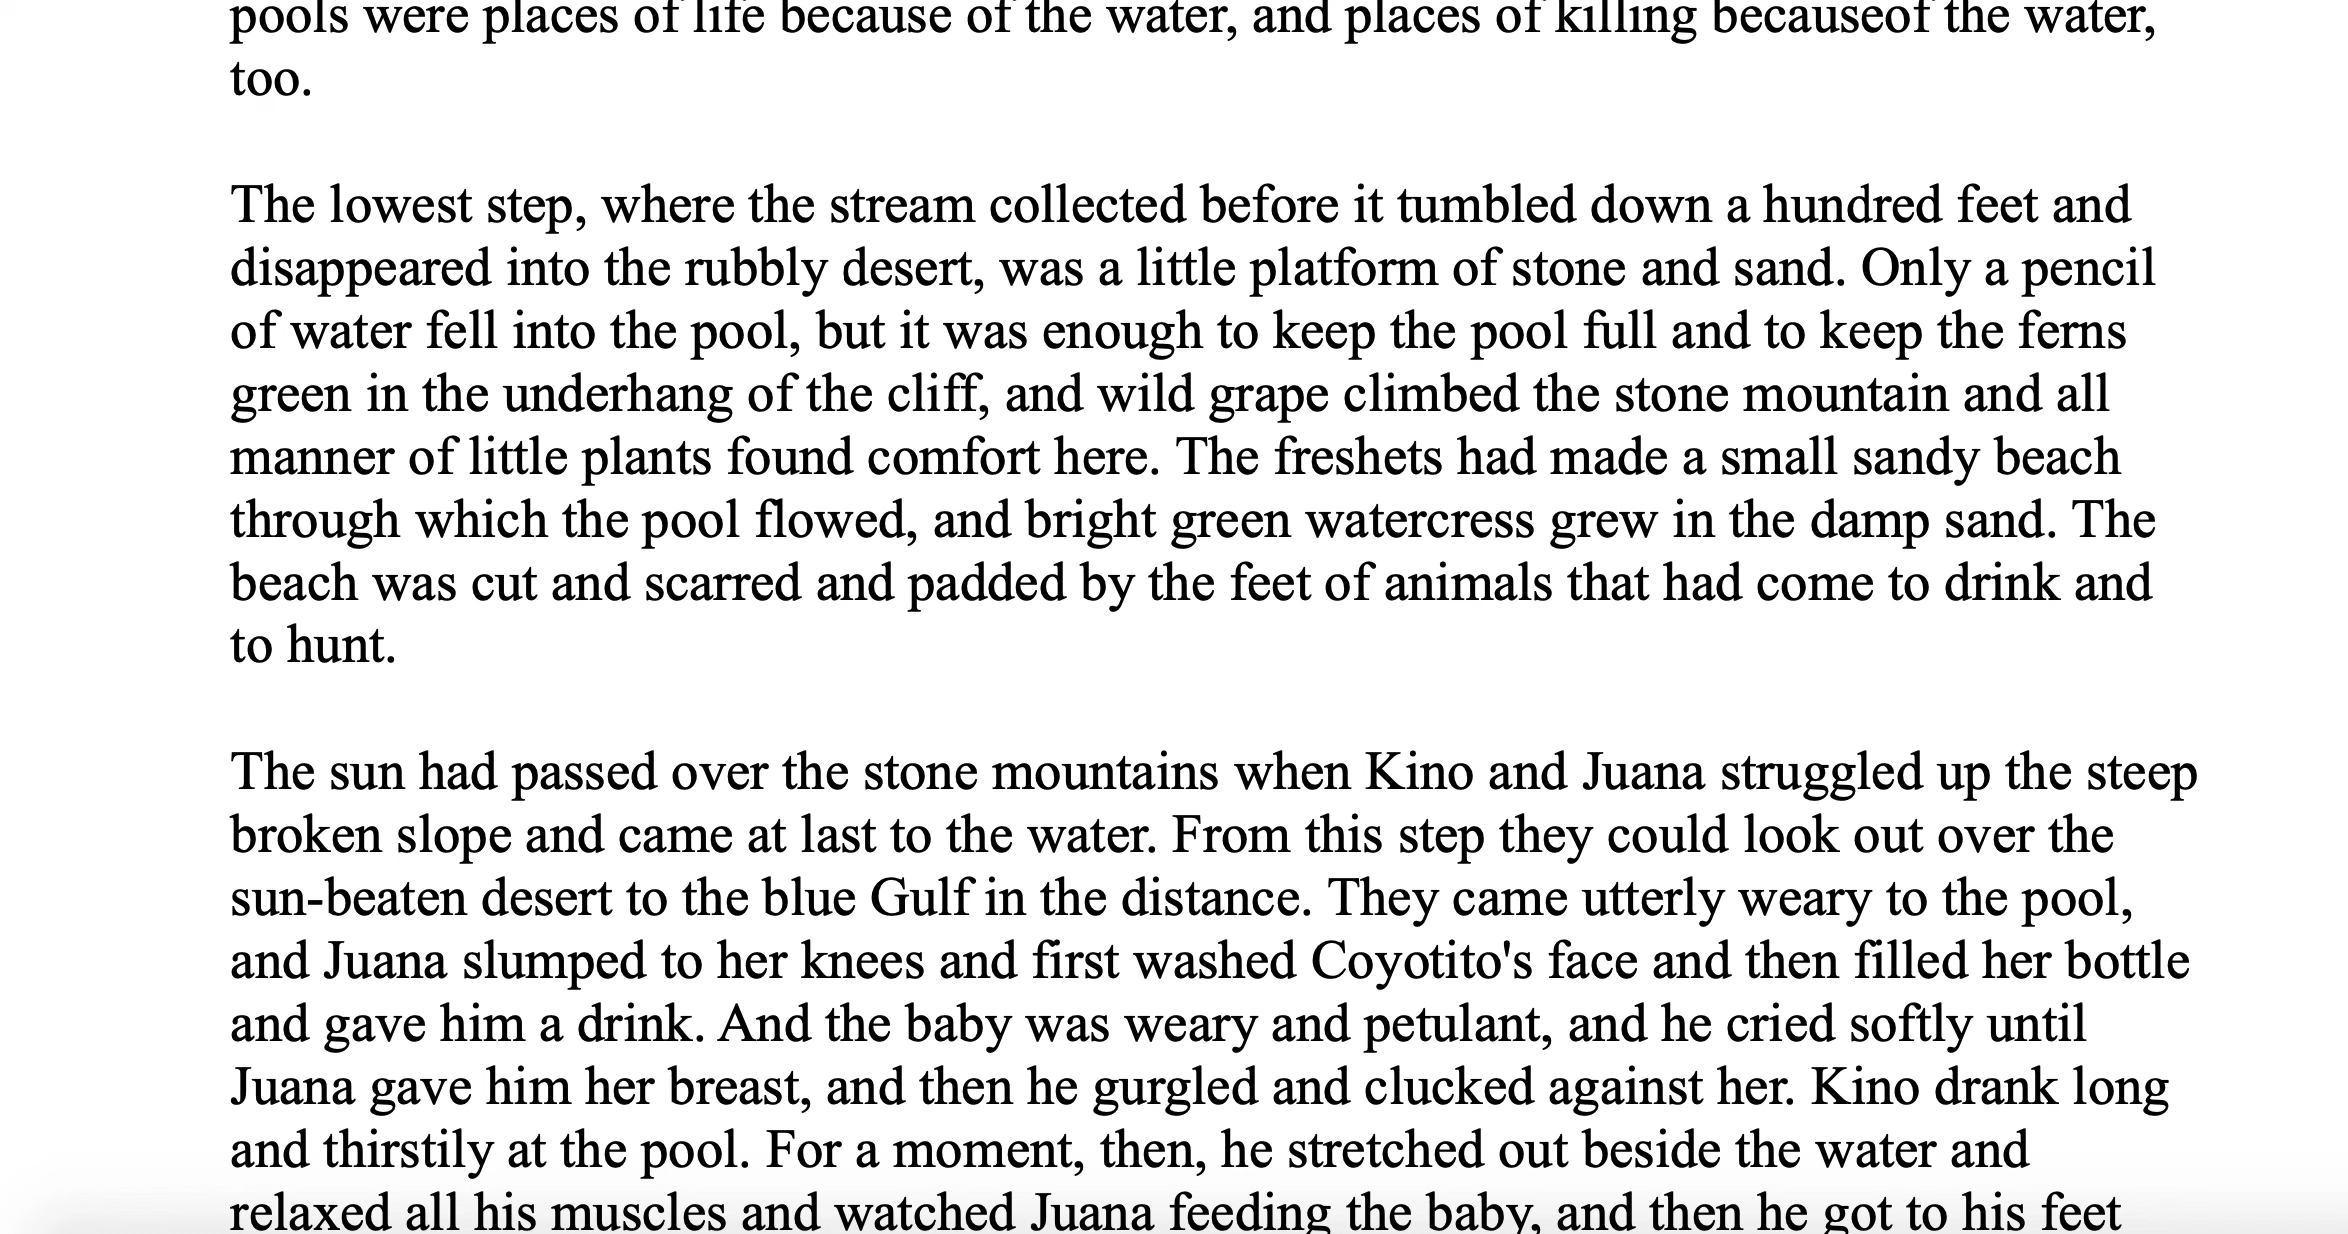 pools were places of life because of the water, and places of killing becauseof the water,
too.
The lowest step, where the stream collected before it tumbled down a hundred feet and
disappeared into the rubbly desert, was a little platform of stone and sand. Only a pencil
of water fell into the pool, but it was enough to keep the pool full and to keep the ferns
green in the underhang of the cliff, and wild grape climbed the stone mountain and all
manner of little plants found comfort here. The freshets had made a small sandy beach
through which the pool flowed, and bright green watercress grew in the damp sand. The
beach was cut and scarred and padded by the feet of animals that had come to drink and
to hunt.
The sun had passed over the stone mountains when Kino and Juana struggled up the steep
broken slope and came at last to the water. From this step they could look out over the
sun-beaten desert to the blue Gulf in the distance. They came utterly weary to the pool,
and Juana slumped to her knees and first washed Coyotito's face and then filled her bottle
and gave him a drink. And the baby was weary and petulant, and he cried softly until
Juana gave him her breast, and then he gurgled and clucked against her. Kino drank long
and thirstily at the pool. For a moment, then, he stretched out beside the water and
relaxed all his muscles and watched Juana feeding the baby, and then he got to his feet